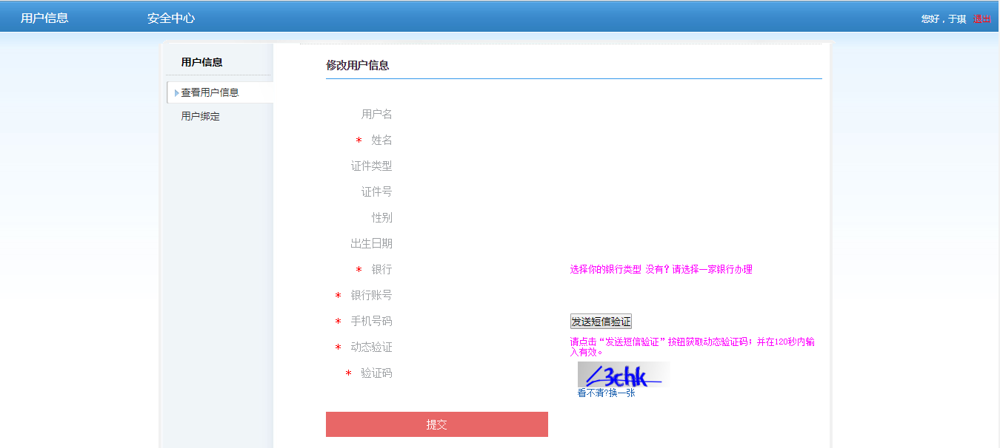 用户信息
安全中心
您好，于琪 退出
用户信息
查看用户信息
用户绑定
修改用户信息
用户名
* 姓名
证件类型
证件号
性别
出生日期
* 银行
选择你的银行类型 没有？请选择一家银行办理
* 银行账号
* 手机号码
发送短信验证
* 动态验证
请点击“发送短信验证”按钮获取动态验证码；并在120秒内输
入有效。
* 验证码
看不清?换一张
提交